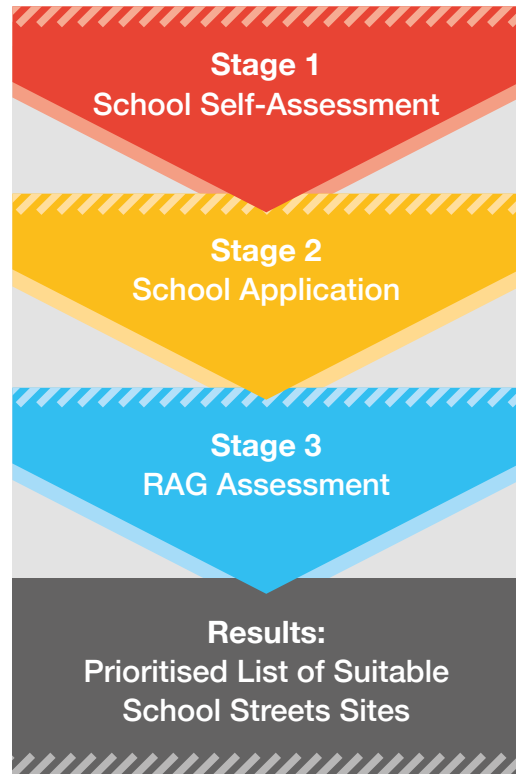 Stage 1
School Self-Assessment
Stage 2
School Application
Stage 3
RAG Assessment
Results:
Prioritised List of Suitable
School Streets Sites